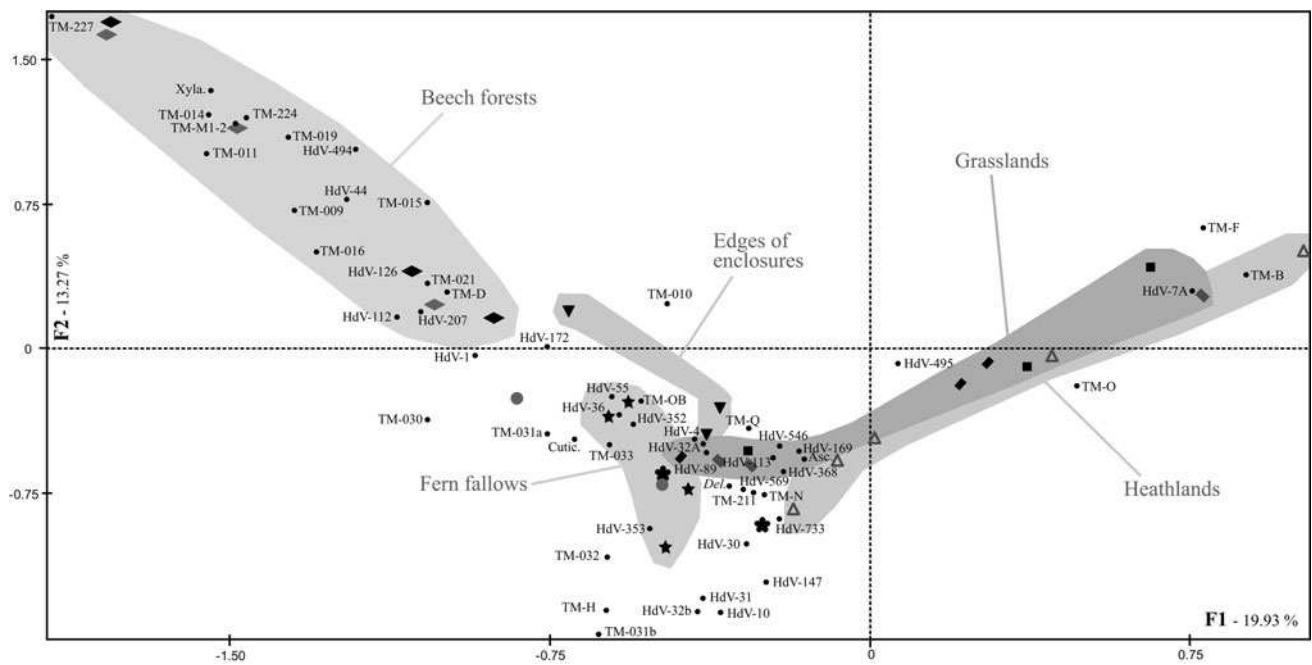 TM-227
1.50
Xyla.
Beech forests
TM-014
TM-224
TM-M1-2
TM-019
TM-011
HdV-494
Grasslands
HdV-44
TM-015
0.75
TM-009
TM-F
Edges of
enclosures
TM-016
HdV-126
TM-021
TM-B
TM-D
TM-010
HdV-7A
F2 - 13.27 %
HdV-112
HdV-207
HdV-172
0
HdV-1
HdV-495
TM-O
HdV-55
TM-OB
HdV-36
HdV-352
TM-Q
TM-030
TM-031a
HdV-4
HdV-546
Cutic.
TM-033
HdV-32A
HdV-169
HdV-113
Asc.
HdV-89
HdV-368
Fern fallows
Del.
HdV-569
Heathlands
-0.75
TM-211
TM-N
HdV-353
HdV-733
HdV-30
TM-032
HdV-147
HdV-31
TM-H
HdV-32b
HdV-10
F1 - 19.93 %
TM-031b
-1.50
-0.75
0
0.75